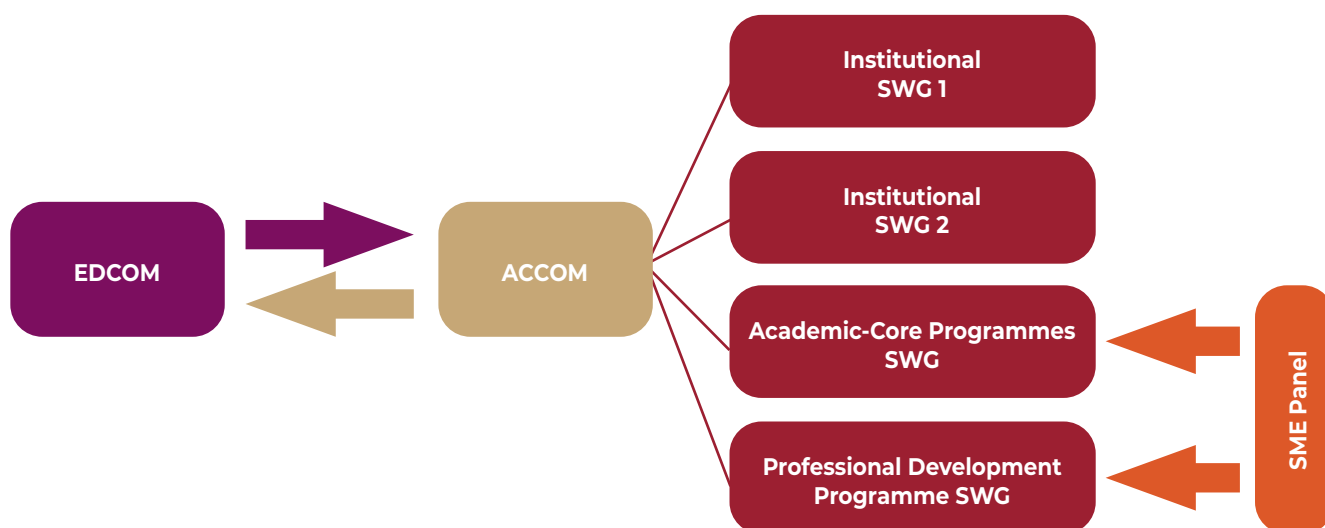 EDCOM
ACCOM
Institutional
SWG 1
Institutional
SWG 2
Academic-Core Programmes
SWG
Professional Development
Programme SWG
SME Panel